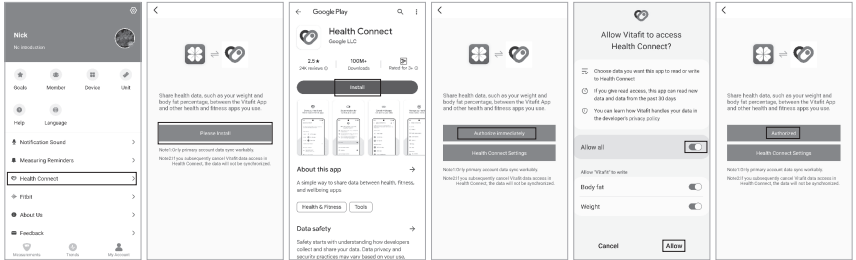 Nick
No introduction
Goals
Member
Device
Unit
Help
Language
Notification Sound
Measuring Reminders
Health Connect
Fitbit
About Us
Feedback
Measurements
Trends
My Account
Share health data, such as your weight and
body fat percentage, between the Vitafit App
and other health and fitness apps you use.
Please Install
Note1:Only primary account data sync workably.
Note2:If you subsequently cancel Vitafit data access in
Health Connect, the data will not be synchronized.
Google Play
Health Connect
Google LLC
2.5★
24K reviews
100M+
Downloads
Rated for 3+
Install
About this app
A simple way to share data between health, fitness,
and wellbeing apps.
Health & Fitness
Tools
Data safety
Safety starts with understanding how developers
collect and share your data. Data privacy and
security practices may vary based on your use,
Share health data, such as your weight and
body fat percentage, between the Vitafit App
and other health and fitness apps you use.
Authorize Immediately
Health Connect Settings
Note1:Only primary account data sync workably.
Note2:If you subsequently cancel Vitafit data access in
Health Connect, the data will not be synchronized.
Allow Vitafit to access
Health Connect?
Choose data you want this app to read or write
to Health Connect
If you give read access, this app can read new
data and data from the past 30 days
You can learn how Vitafit handles your data in
the developer's privacy policy
Allow all
Allow "Vitafit" to write
Body fat
Weight
Cancel
Allow
Share health data, such as your weight and
body fat percentage, between the Vitafit App
and other health and fitness apps you use.
Authorized
Health Connect Settings
Note1:Only primary account data sync workably.
Note2:If you subsequently cancel Vitafit data access in
Health Connect, the data will not be synchronized.